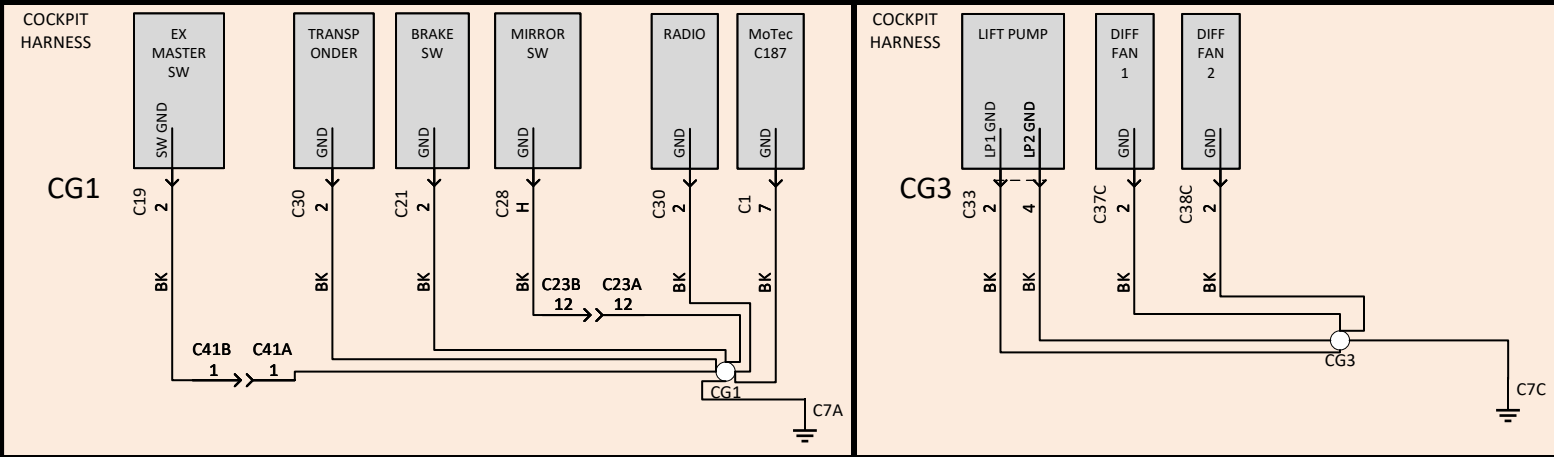 COCKPIT
HARNESS
EX
MASTER
SW
TRANSP
ONDER
BRAKE
SW
MIRROR
SW
RADIO
MoTec
C187
SW GND
GND
GND
GND
GND
GND
CG1
C19
2
C30
2
C21
2
C28
H
C30
2
C1
7
BK
BK
BK
BK
BK
BK
C23B
12
C23A
12
C41B
1
C41A
1
CG1
C7A
COCKPIT
HARNESS
LIFT PUMP
DIFF
FAN
1
DIFF
FAN
2
LP1 GND
LP2 GND
GND
GND
CG3
C33
2
4
C37C
2
C38C
2
BK
BK
BK
BK
CG3
C7C